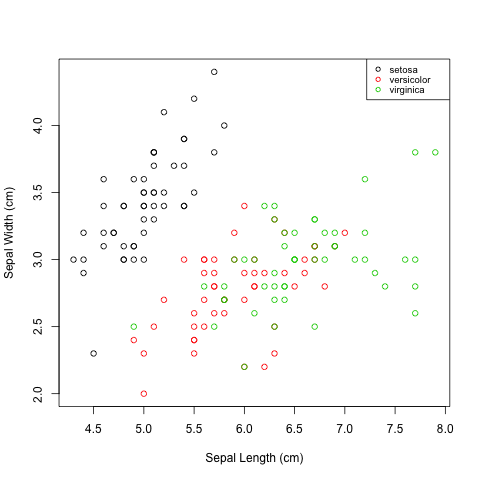 setosa
versicolor
virginica
4.0
3.5
3.0
2.5
2.0
Sepal Width (cm)
4.5 5.0 5.5 6.0 6.5 7.0 7.5 8.0
Sepal Length (cm)